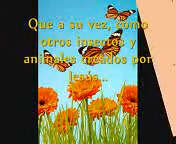 Que a su vez, como
otros insectos y
animales creados por
Jesús...